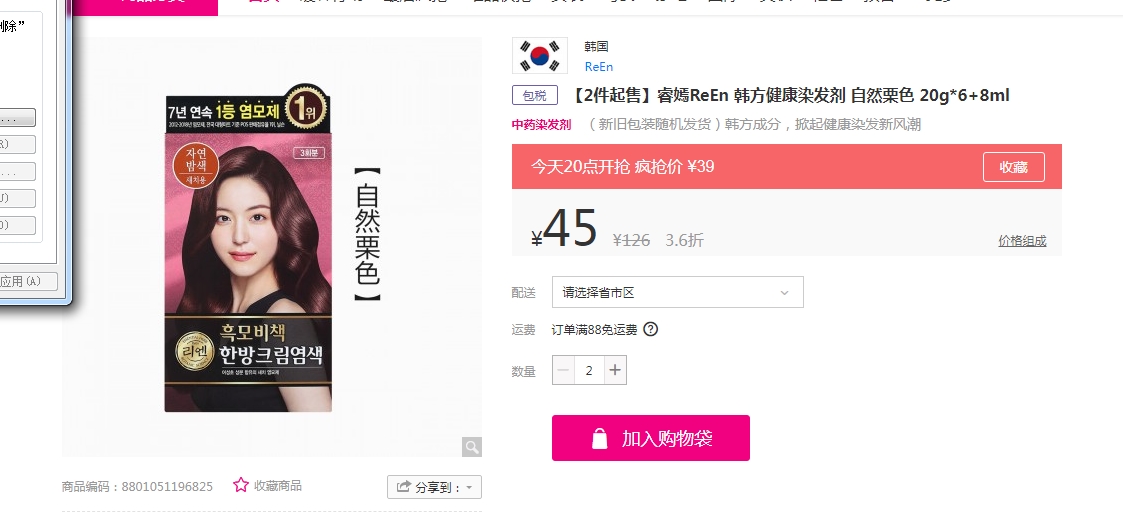 删除”
...
R)
...
J)
O)
应用(A)
韩国
ReEn
包税
【2件起售】睿嫣ReEn 韩方健康染发剂 自然栗色 20g*6+8ml
中药染发剂 （新旧包装随机发货）韩方成分，掀起健康染发新风潮
今天20点开抢 疯抢价 ¥39
收藏
¥45 ¥126 3.6折
价格组成
配送 请选择省市区
运费 订单满88免运费 ?
数量 2
加入购物袋
7년 연속 1등 염모제
1위
자연
밤색
새치용
3회분
【自然栗色】
흑모비책
리엔
한방크림염색
商品编码：8801051196825
收藏商品
分享到：